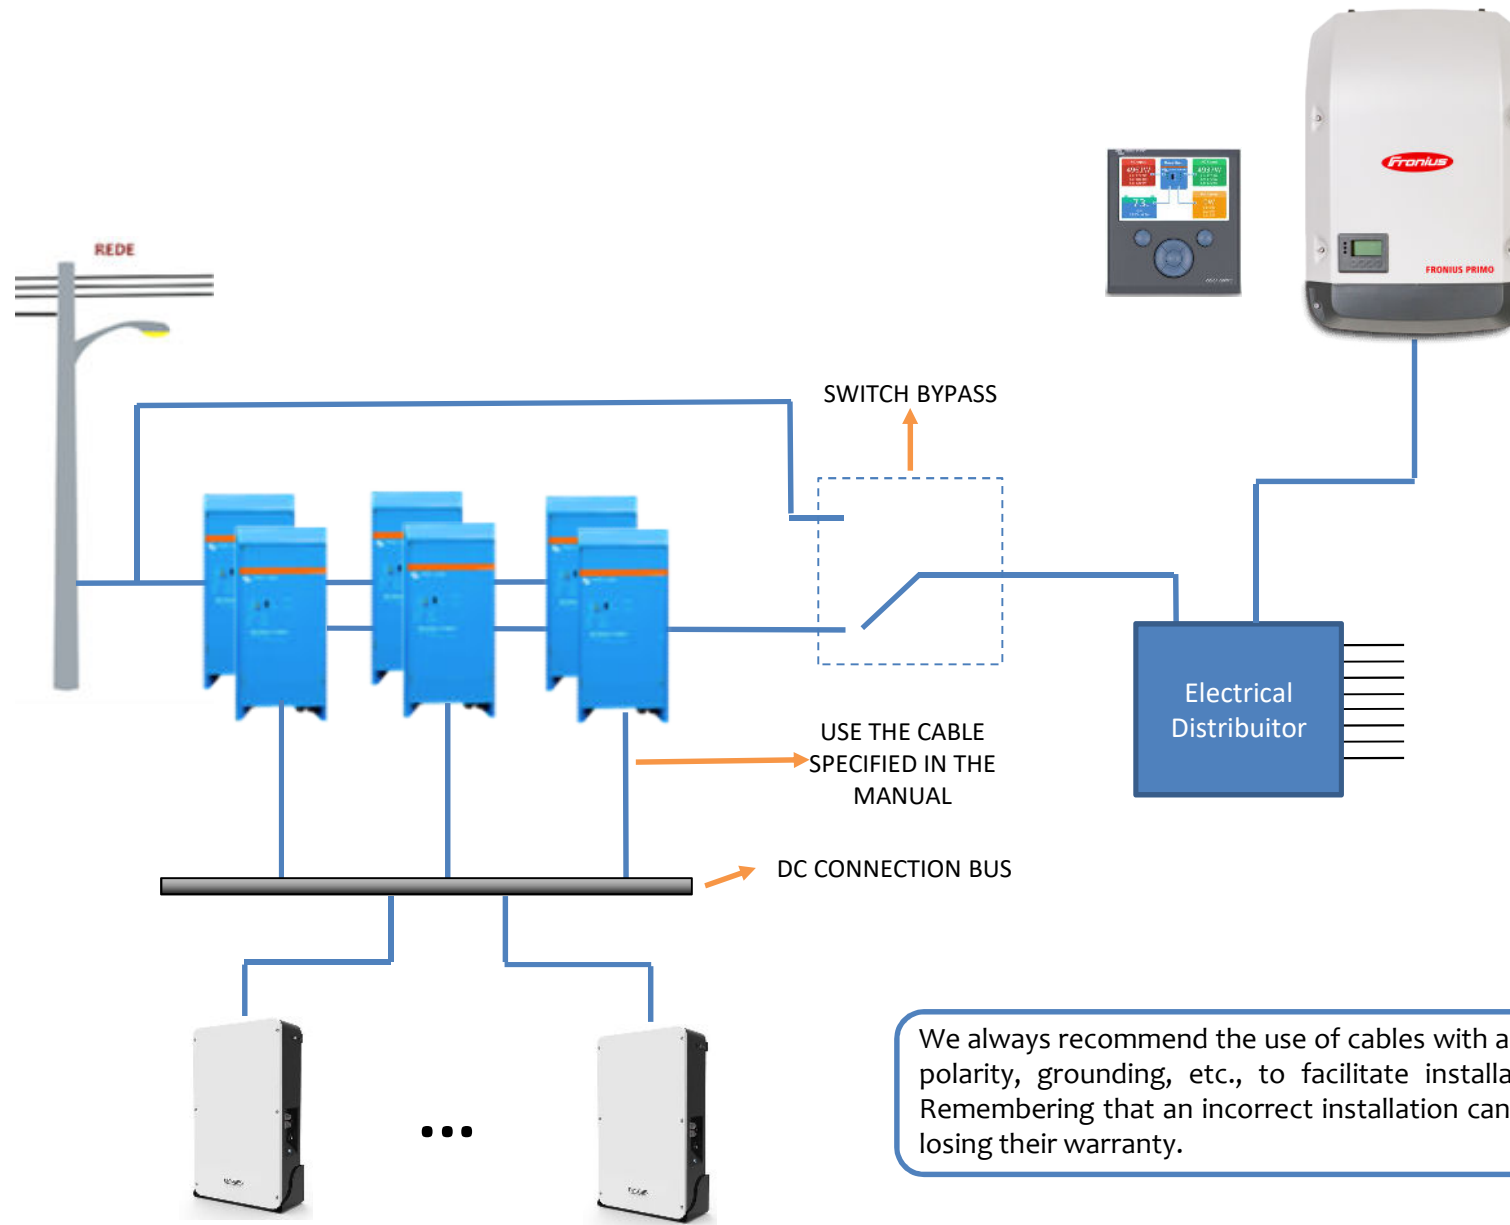 REDE
Fronius
FRONIUS PRIMO
SWITCH BYPASS
Electrical
Distribuitor
USE THE CABLE
SPECIFIED IN THE
MANUAL
DC CONNECTION BUS
We always recommend the use of cables with a
polarity, grounding, etc., to facilitate installa
Remembering that an incorrect installation can
losing their warranty.